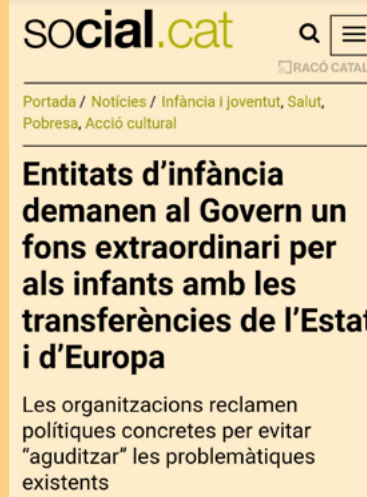 social.cat
RACÓ CATAL
Portada / Notícies / Infància i joventut, Salut,
Pobresa, Acció cultural
Entitats d’infància
demanen al Govern un
fons extraordinari per
als infants amb les
transferències de l’Estat
i d’Europa
Les organitzacions reclamen
polítiques concretes per evitar
“aguditzar” les problemàtiques
existents